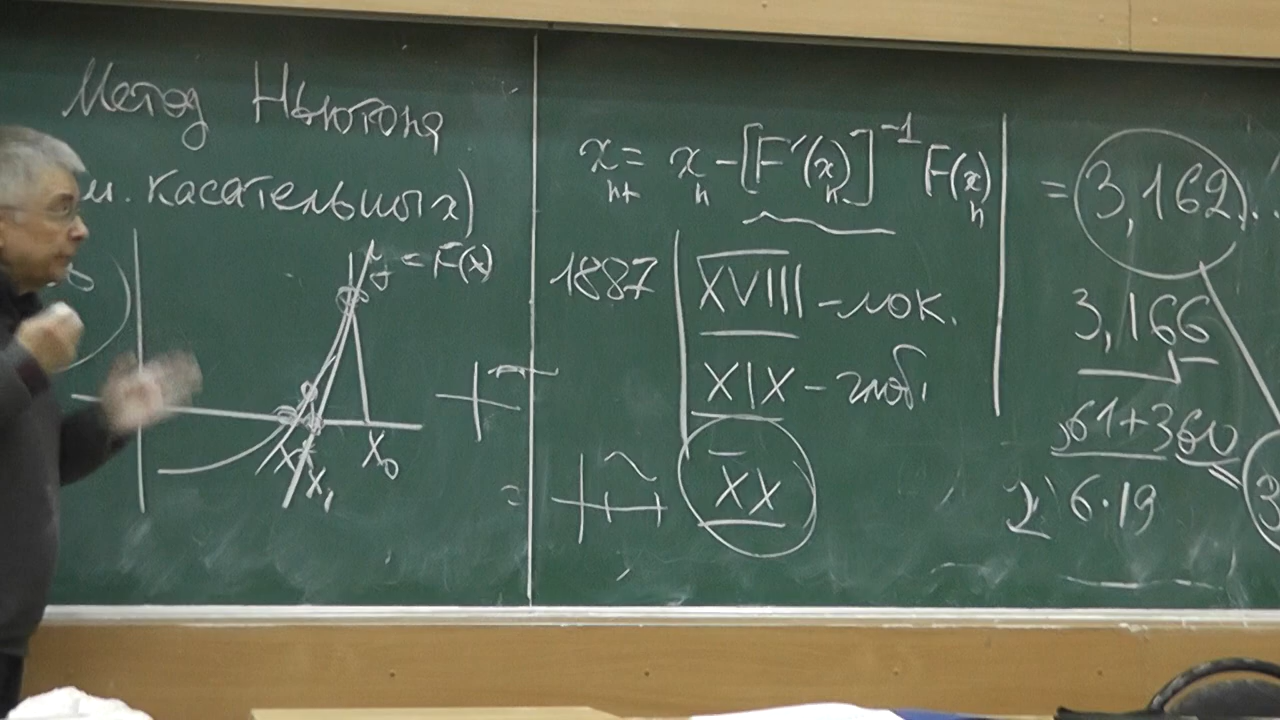 Метод Ньютона
м. касательных)
y = F(x)
x₁
x₀
x = x - [F'(x)]⁻¹ F(x)
n+1 n n n
1887
XVIII - лок.
XIX - глоб.
XX
= 3,162...
3,166
361+360
2·6·19
3